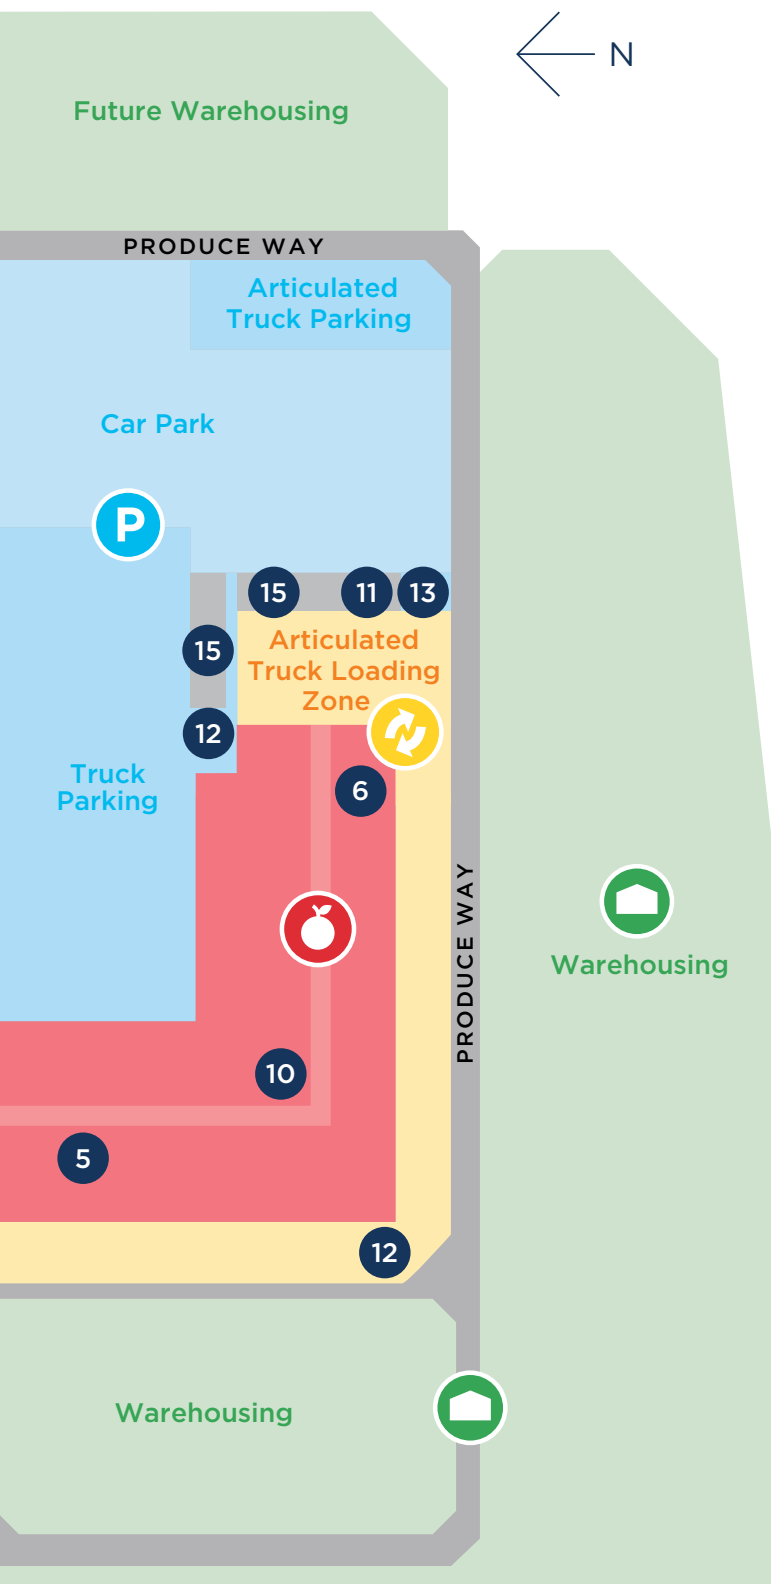 N
Future Warehousing
PRODUCE WAY
Articulated
Truck Parking
Car Park
P
15
11
13
Articulated
Truck Loading
Zone
15
12
Truck
Parking
6
PRODUCE WAY
Warehousing
10
5
12
Warehousing